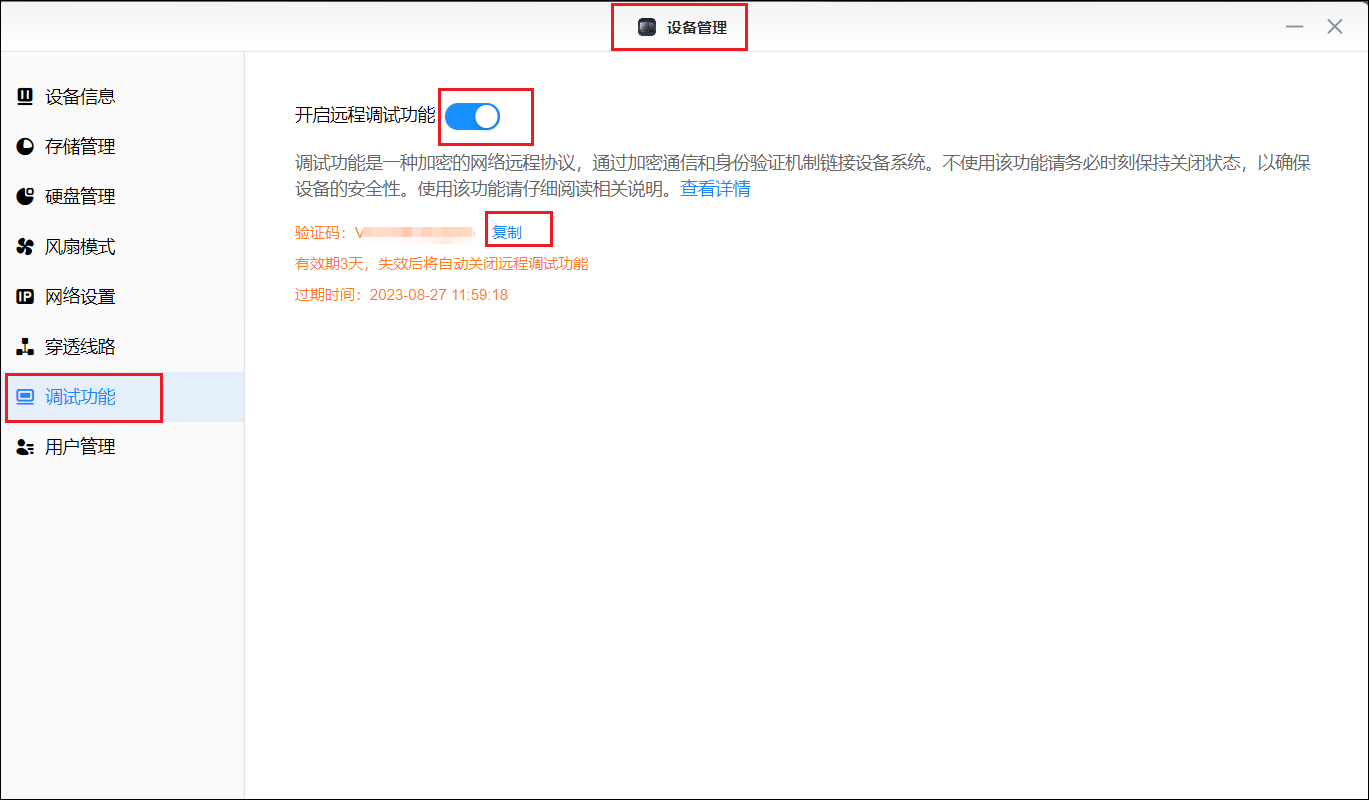 设备管理
设备信息
存储管理
硬盘管理
风扇模式
网络设置
穿透线路
调试功能
用户管理
开启远程调试功能
调试功能是一种加密的网络远程协议，通过加密通信和身份验证机制链接设备系统。不使用该功能请务必时刻保持关闭状态，以确保
设备的安全性。使用该功能请仔细阅读相关说明。查看详情
验证码：V 复制
有效期3天，失效后将自动关闭远程调试功能
过期时间：2023-08-27 11:59:18